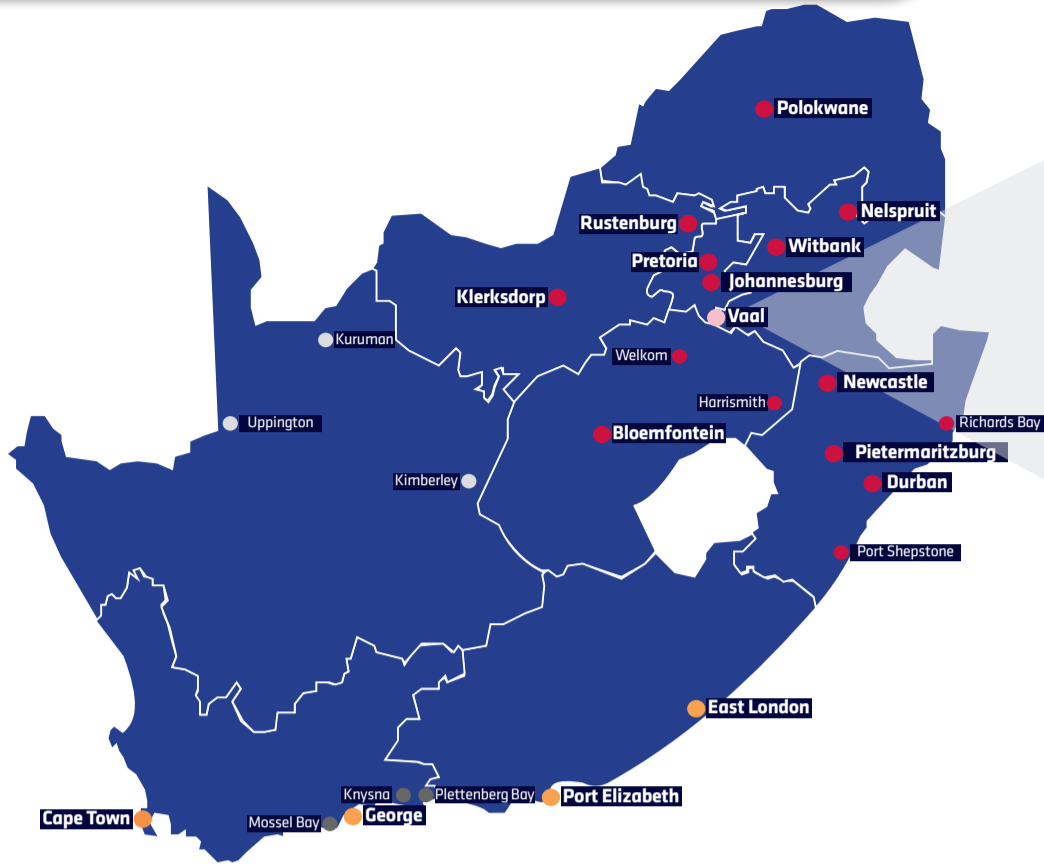 Polokwane
Nelspruit
Rustenburg
Witbank
Pretoria
Johannesburg
Klerksdorp
Vaal
Kuruman
Welkom
Newcastle
Harrismith
Uppington
Richards Bay
Bloemfontein
Pietermaritzburg
Kimberley
Durban
Port Shepstone
East London
Knysna
Plettenberg Bay
Port Elizabeth
Cape Town
Mossel Bay
George